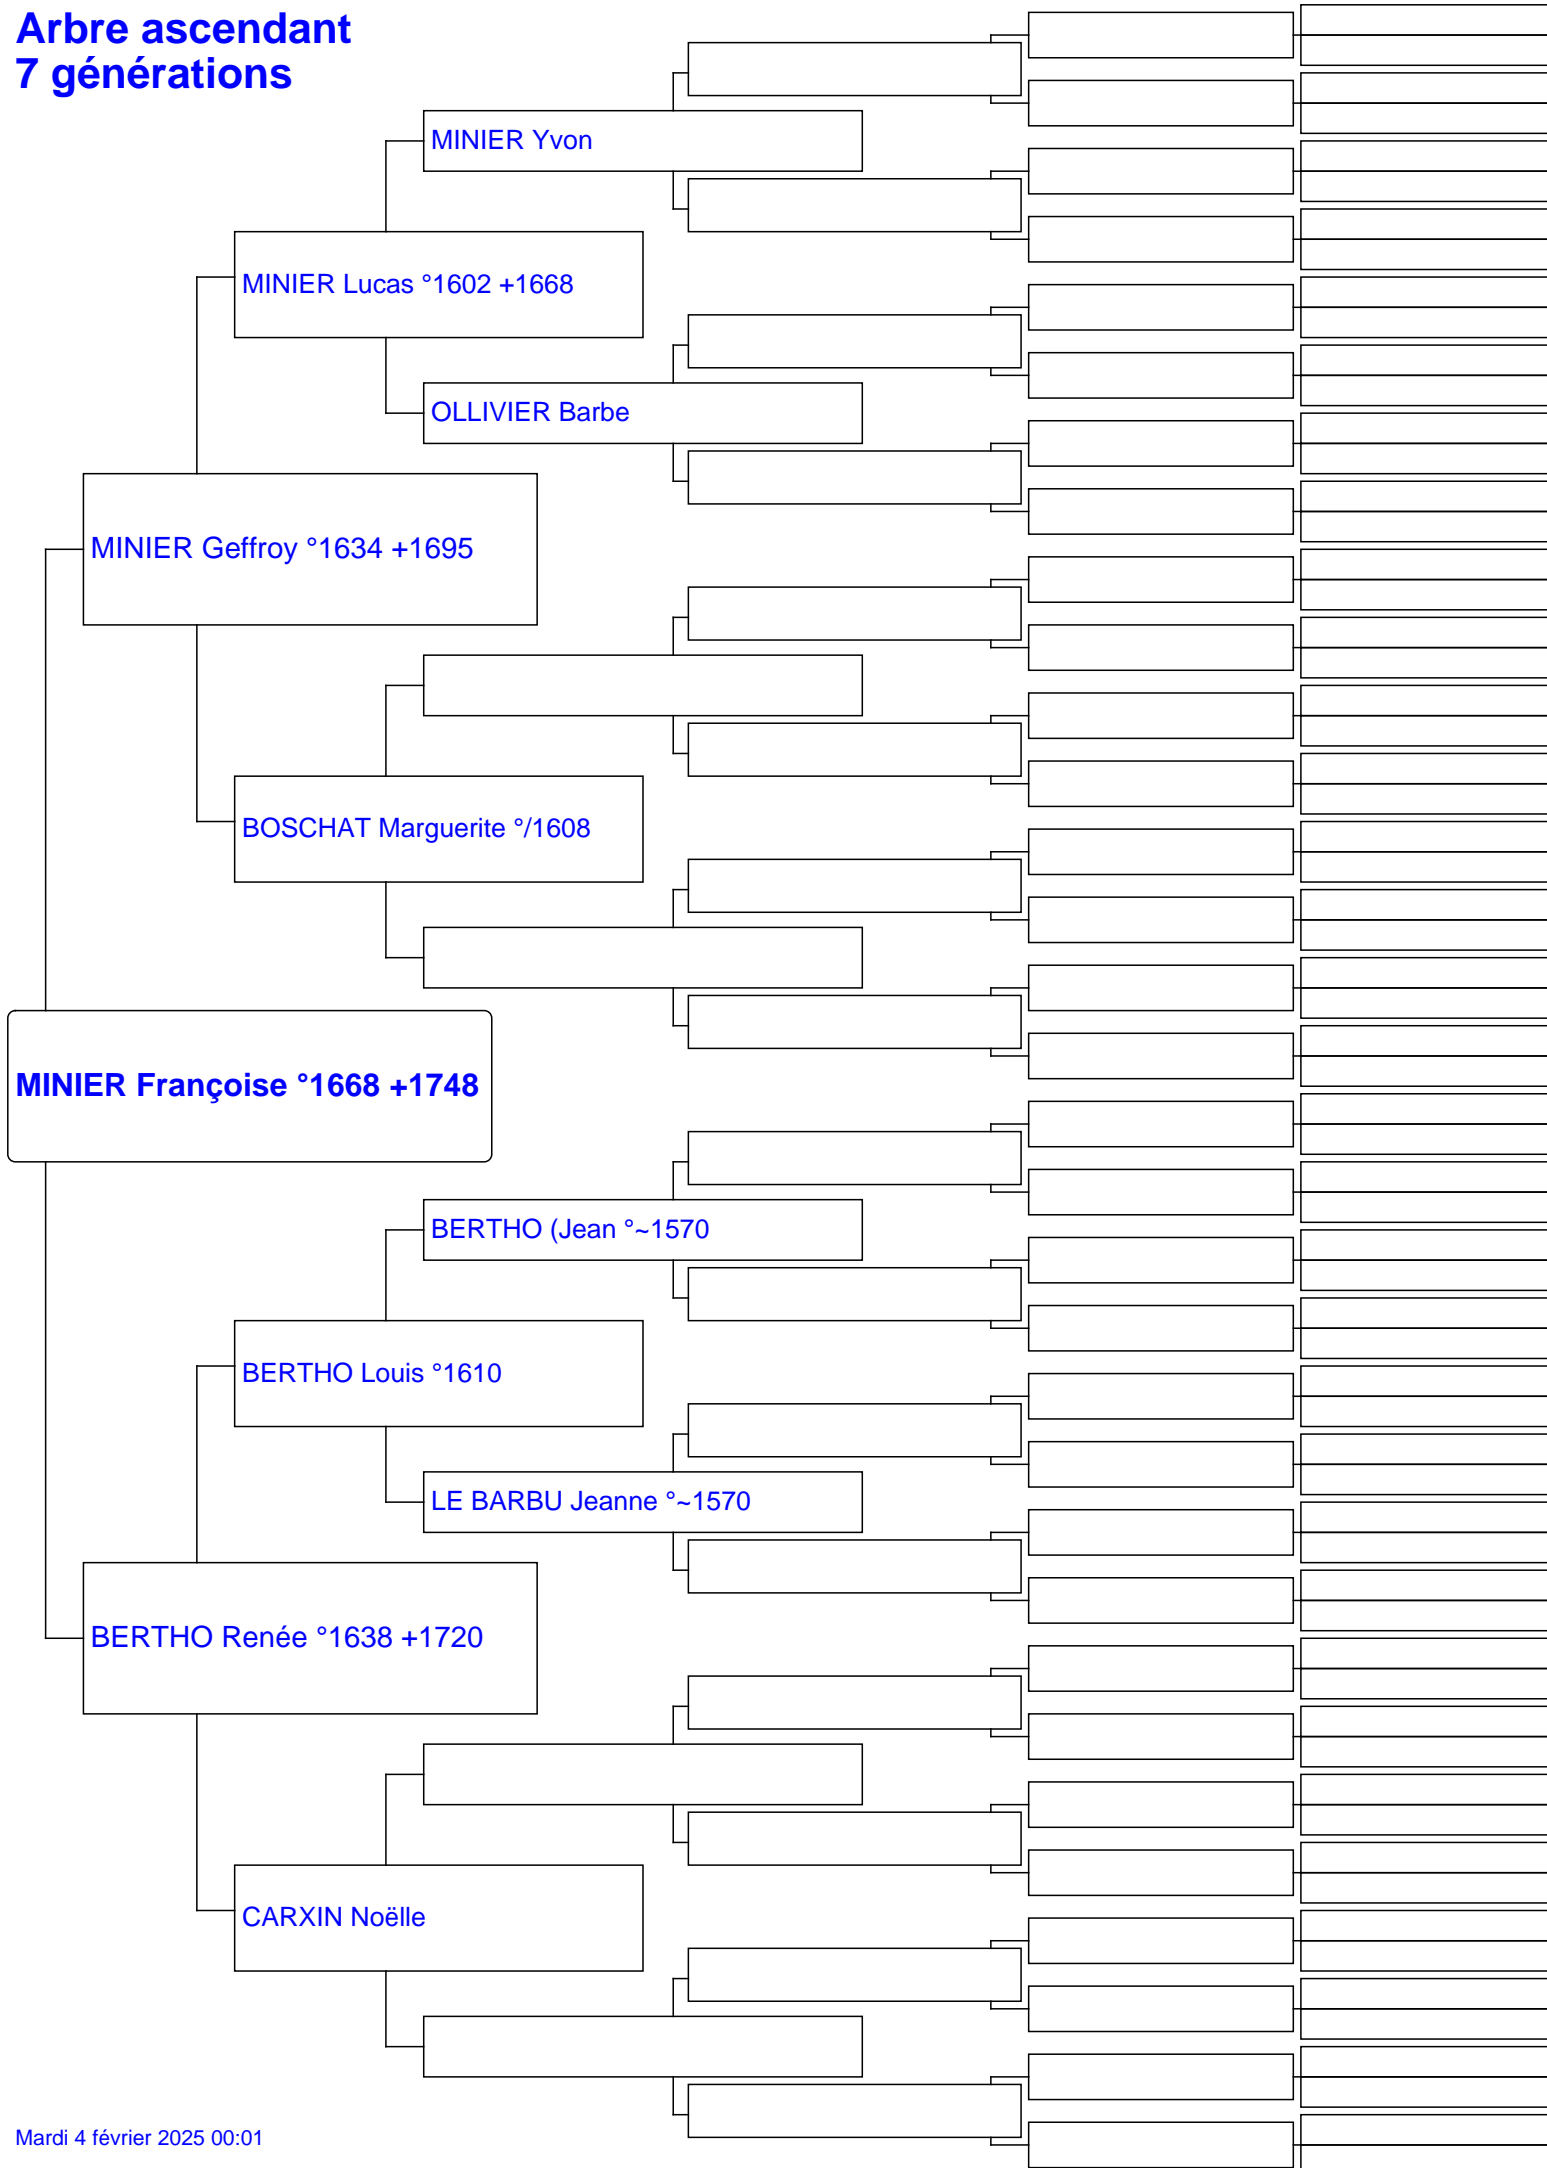 Arbre ascendant
7 générations
MINIER Yvon
MINIER Lucas °1602 +1668
OLLIVIER Barbe
MINIER Geffroy °1634 +1695
BOSCHAT Marguerite °/1608
MINIER Françoise °1668 +1748
BERTHO (Jean °~1570
BERTHO Louis °1610
LE BARBU Jeanne °~1570
BERTHO Renée °1638 +1720
CARXIN Noëlle
Mardi 4 février 2025 00:01